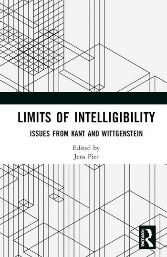 LIMITS OF INTELLIGIBILITY
ISSUES FROM KANT AND WITTGENSTEIN
Edited by
Jens Pier